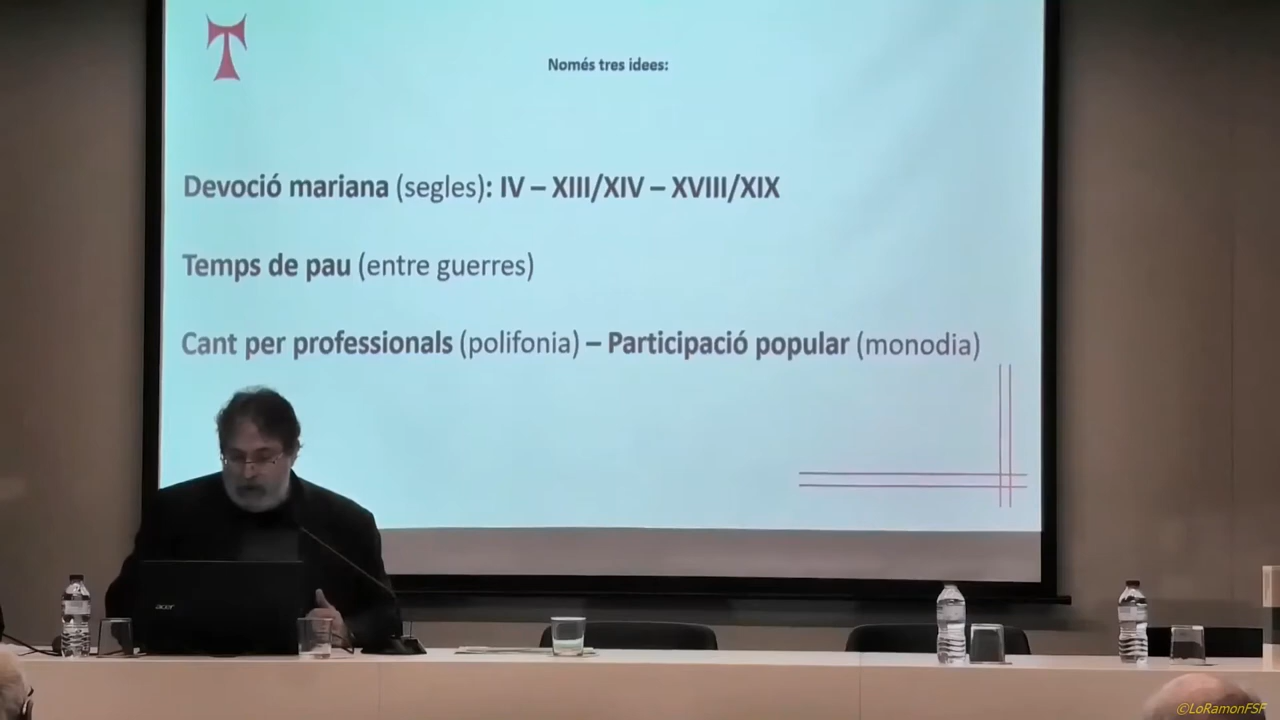 Només tres idees:
Devoció mariana (segles): IV – XIII/XIV – XVIII/XIX
Temps de pau (entre guerres)
Cant per professionals (polifonia) – Participació popular (monodia)
acer
©LoRamonFSF